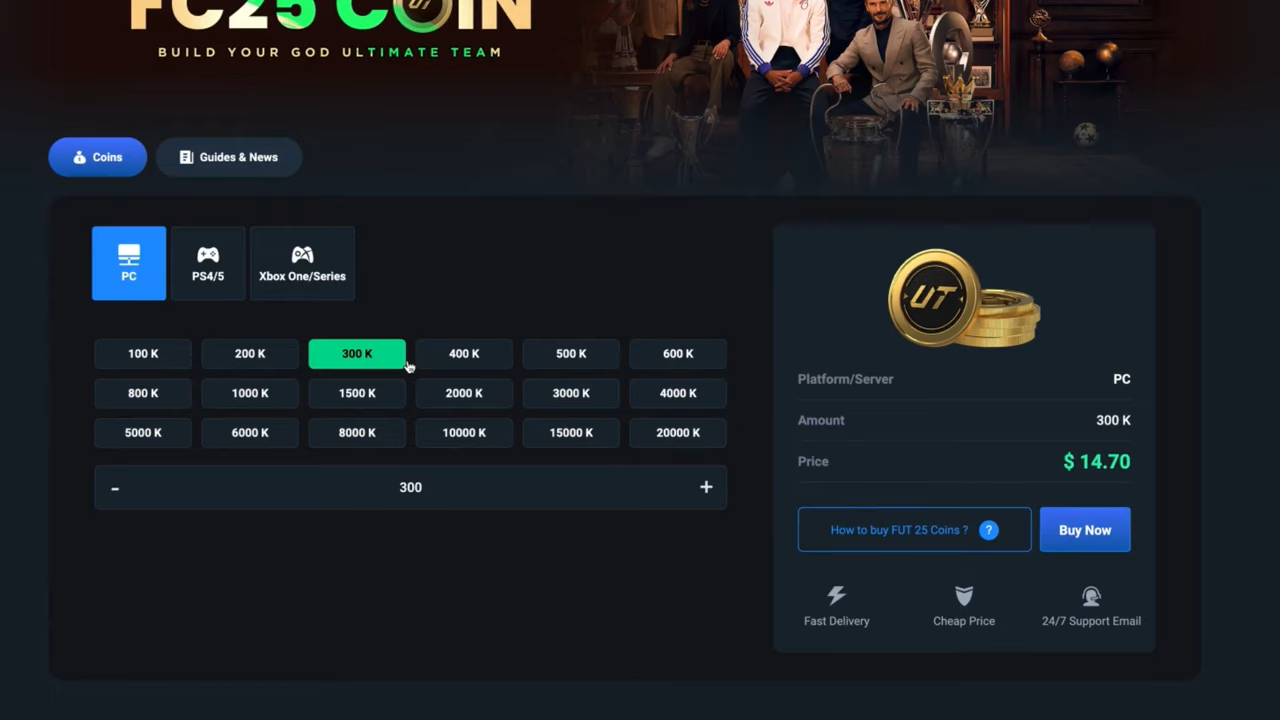 FC25 COIN
BUILD YOUR GOD ULTIMATE TEAM
Coins
Guides & News
PC
PS4/5
Xbox One/Series
100 K
200 K
300 K
400 K
500 K
600 K
800 K
1000 K
1500 K
2000 K
3000 K
4000 K
5000 K
6000 K
8000 K
10000 K
15000 K
20000 K
- 300 +
UT
Platform/Server PC
Amount 300 K
Price $ 14.70
How to buy FUT 25 Coins ? ?
Buy Now
Fast Delivery
Cheap Price
24/7 Support Email